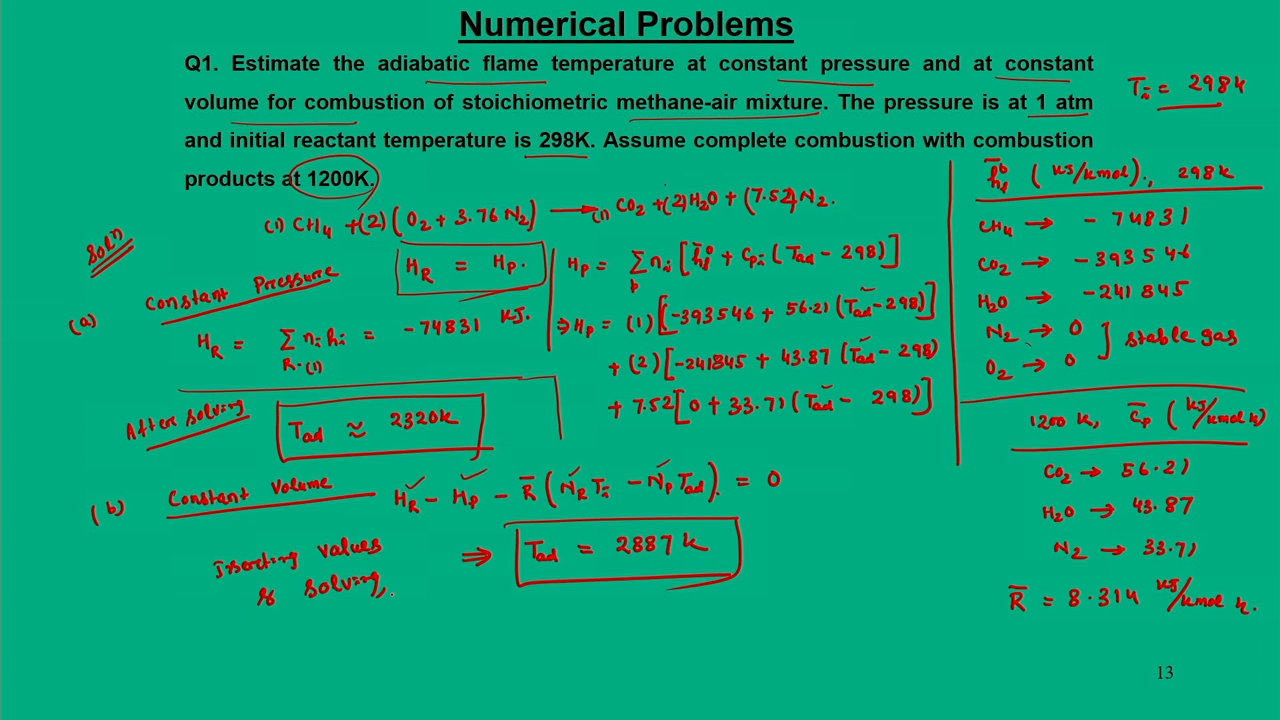 Numerical Problems
Q1. Estimate the adiabatic flame temperature at constant pressure and at constant
volume for combustion of stoichiometric methane-air mixture. The pressure is at 1 atm
and initial reactant temperature is 298K. Assume complete combustion with combustion
products at 1200K.
Ti = 298K
Solⁿ
(1) CH4 + (2) (O2 + 3.76 N2) ⟶ (1) CO2 + (2) H2O + (7.52) N2.
(a) Constant Pressure
HR = HP.
HR = Σ ni hi = -74831 KJ.
R. (1)
After solving
Tad ≈ 2320K
HP = Σ ni [h̄f⁰ + Cpi (Tad - 298)]
P
⇒ HP = (1) [-393546 + 56.21 (Tad - 298)]
+ (2) [-241845 + 43.87 (Tad - 298)
+ 7.52 [0 + 33.71 (Tad - 298)]
(b) Constant Volume
HR - HP - R̄ (NR Ti - NP Tad). = 0
Inserting values
& solving,
⇒ Tad = 2887 K
h̄f⁰ (KJ/kmol)., 298K
CH4 → -74831
CO2 → -393546
H2O → -241845
N2 → 0
O2 → 0
] stable gas
1200 K, C̄p (KJ/kmol K)
CO2 → 56.21
H2O → 43.87
N2 → 33.71
R̄ = 8.314 KJ/kmol K.
13